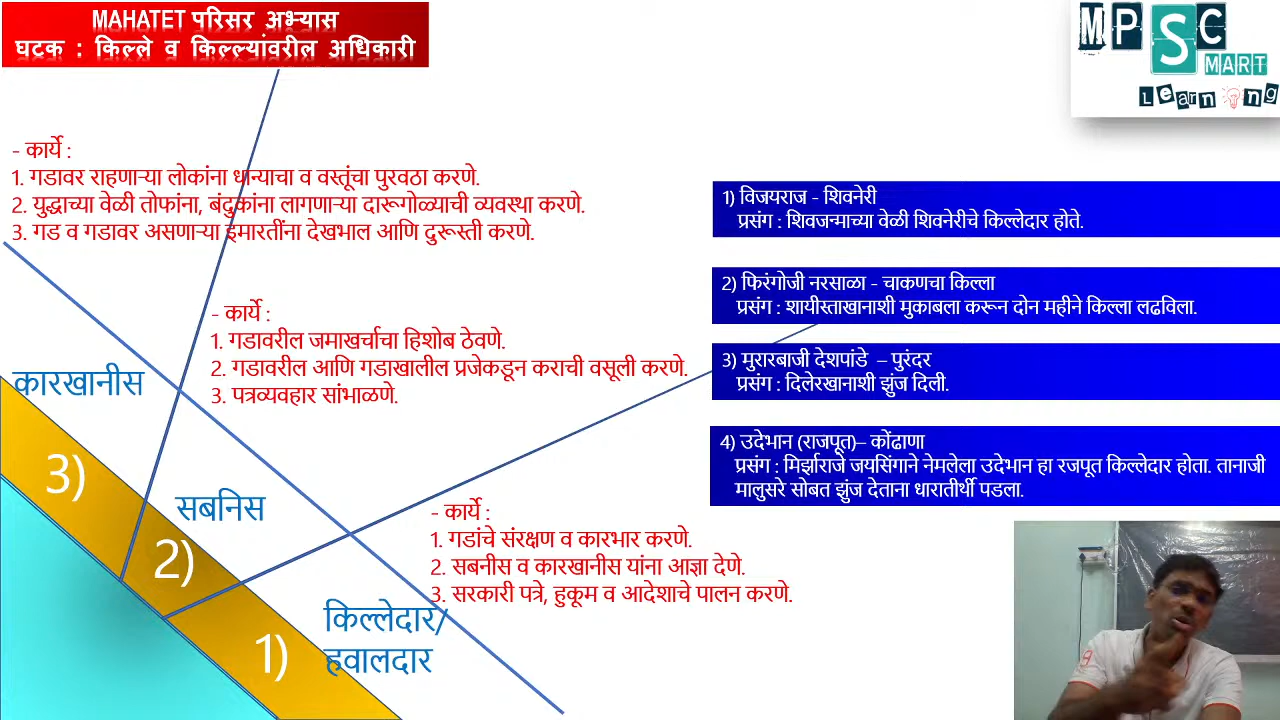 MAHATET परिसर अभ्यास
घटक : किल्ले व किल्ल्यांवरील अधिकारी
MPSC
SMART
LearnIng
- कार्ये :
1. गडावर राहणाऱ्या लोकांना धान्याचा व वस्तूंचा पुरवठा करणे.
2. युद्धाच्या वेळी तोफांना, बंदुकांना लागणाऱ्या दारूगोळ्याची व्यवस्था करणे.
3. गड व गडावर असणाऱ्या इमारतींना देखभाल आणि दुरूस्ती करणे.
कारखानीस
3)
- कार्ये :
1. गडावरील जमाखर्चाचा हिशोब ठेवणे.
2. गडावरील आणि गडाखालील प्रजेकडून कराची वसूली करणे.
3. पत्रव्यवहार सांभाळणे.
सबनिस
2)
- कार्ये :
1. गडांचे संरक्षण व कारभार करणे.
2. सबनीस व कारखानीस यांना आज्ञा देणे.
3. सरकारी पत्रे, हुकूम व आदेशाचे पालन करणे.
किल्लेदार/
हवालदार
1)
1) विजयराज - शिवनेरी
प्रसंग : शिवजन्माच्या वेळी शिवनेरीचे किल्लेदार होते.
2) फिरंगोजी नरसाळा - चाकणचा किल्ला
प्रसंग : शायीस्ताखानाशी मुकाबला करून दोन महीने किल्ला लढविला.
3) मुरारबाजी देशपांडे – पुरंदर
प्रसंग : दिलेरखानाशी झुंज दिली.
4) उदेभान (राजपूत)– कोंढाणा
प्रसंग : मिर्झाराजे जयसिंगाने नेमलेला उदेभान हा रजपूत किल्लेदार होता. तानाजी
मालुसरे सोबत झुंज देताना धारातीर्थी पडला.